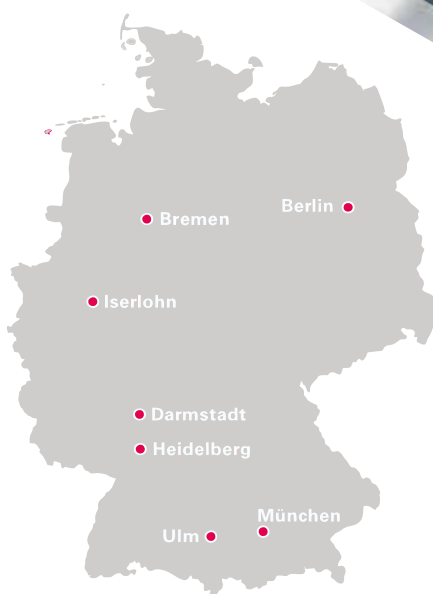 Berlin
Bremen
Iserlohn
Darmstadt
Heidelberg
München
Ulm